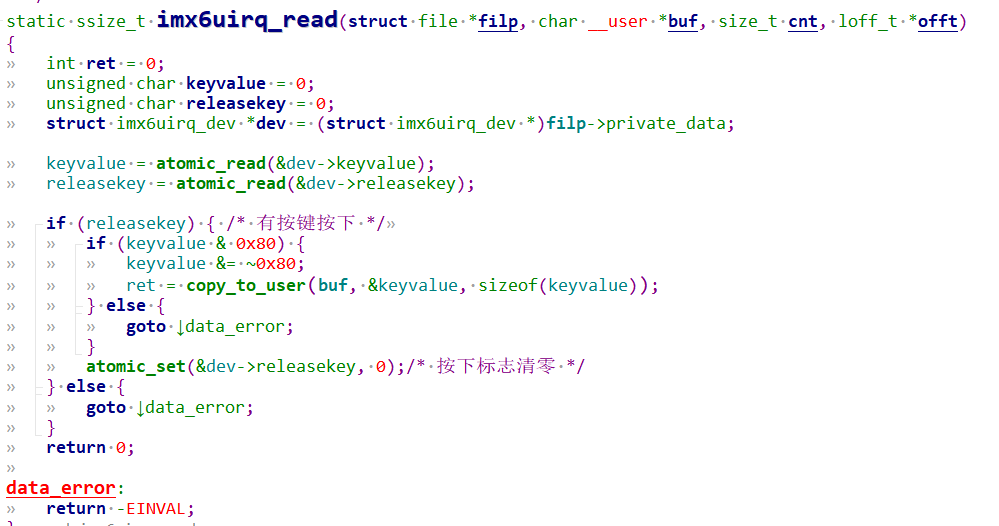 static ssize_t imx6uirq_read(struct file *filp, char __user *buf, size_t cnt, loff_t *offt)
{
» int ret = 0;
» unsigned char keyvalue = 0;
» unsigned char releasekey = 0;
» struct imx6uirq_dev *dev = (struct imx6uirq_dev *)filp->private_data;
» keyvalue = atomic_read(&dev->keyvalue);
» releasekey = atomic_read(&dev->releasekey);
» if (releasekey) { /* 有按键按下 */»
» » if (keyvalue & 0x80) {
» » » keyvalue &= ~0x80;
» » » ret = copy_to_user(buf, &keyvalue, sizeof(keyvalue));
» » } else {
» » » goto ↓data_error;
» » }
» » atomic_set(&dev->releasekey, 0);/* 按下标志清零 */
» } else {
» » goto ↓data_error;
» }
» return 0;
»
data_error:
» return -EINVAL;